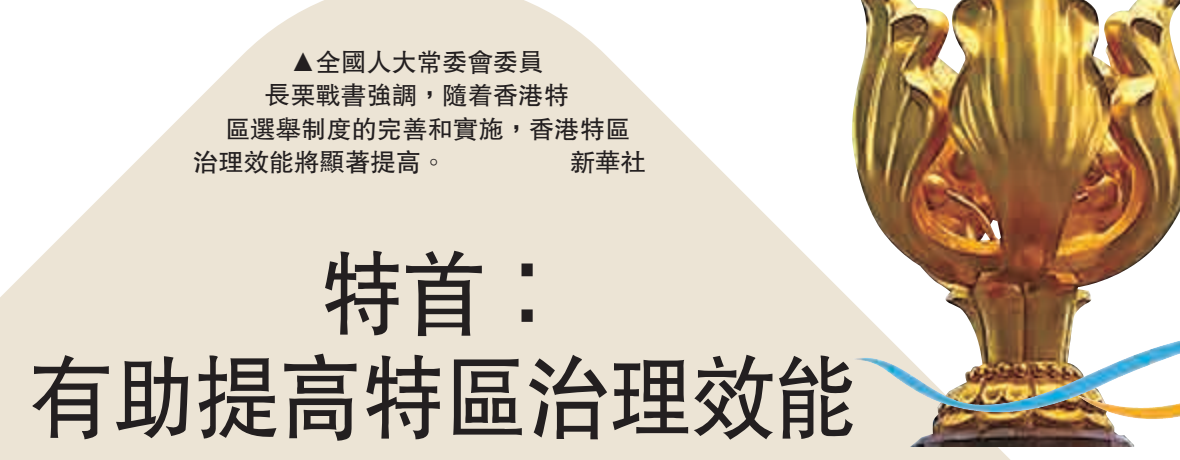 ▲全國人大常委會委員
長栗戰書強調，隨着香港特
區選舉制度的完善和實施，香港特區
治理效能將顯著提高。 新華社
特首：
有助提高特區治理效能